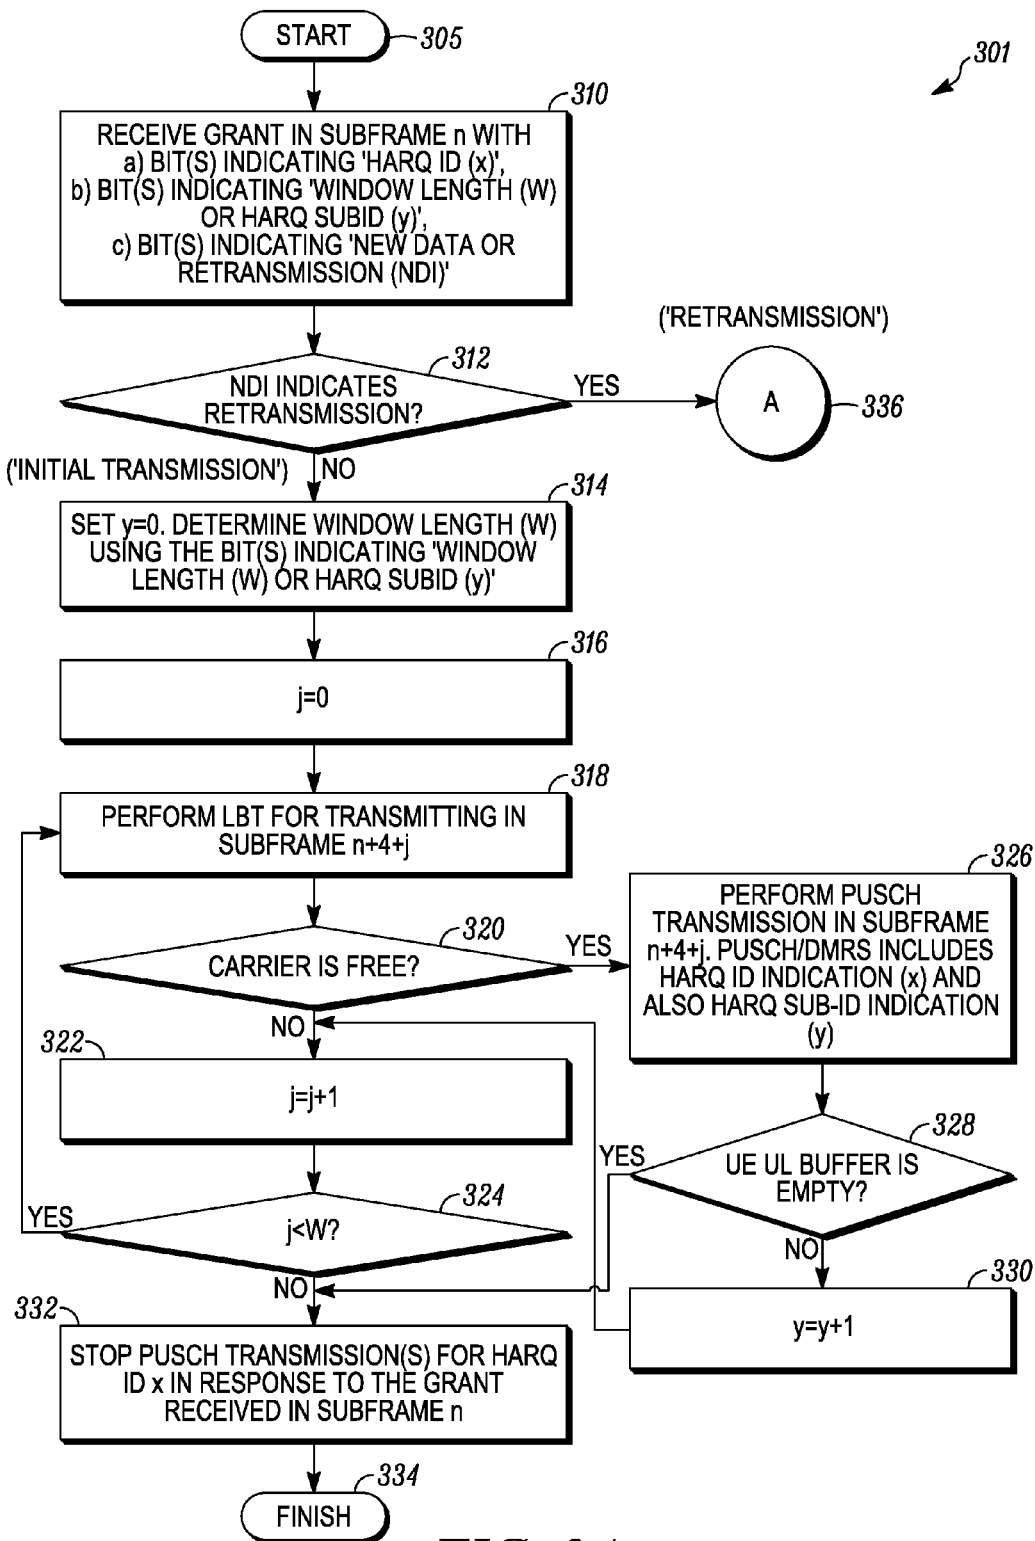 START
305
301
310
RECEIVE GRANT IN SUBFRAME n WITH
a) BIT(S) INDICATING 'HARQ ID (x)',
b) BIT(S) INDICATING 'WINDOW LENGTH (W)
OR HARQ SUBID (y)',
c) BIT(S) INDICATING 'NEW DATA OR
RETRANSMISSION (NDI)'
('RETRANSMISSION')
312
NDI INDICATES
RETRANSMISSION?
YES
A
336
('INITIAL TRANSMISSION')
NO
314
SET y=0. DETERMINE WINDOW LENGTH (W)
USING THE BIT(S) INDICATING 'WINDOW
LENGTH (W) OR HARQ SUBID (y)'
316
j=0
318
PERFORM LBT FOR TRANSMITTING IN
SUBFRAME n+4+j
320
CARRIER IS FREE?
YES
326
PERFORM PUSCH
TRANSMISSION IN SUBFRAME
n+4+j. PUSCH/DMRS INCLUDES
HARQ ID INDICATION (x) AND
ALSO HARQ SUB-ID INDICATION
(y)
NO
322
j=j+1
328
UE UL BUFFER IS
EMPTY?
YES
324
j<W?
YES
NO
NO
330
y=y+1
332
STOP PUSCH TRANSMISSION(S) FOR HARQ
ID x IN RESPONSE TO THE GRANT
RECEIVED IN SUBFRAME n
334
FINISH